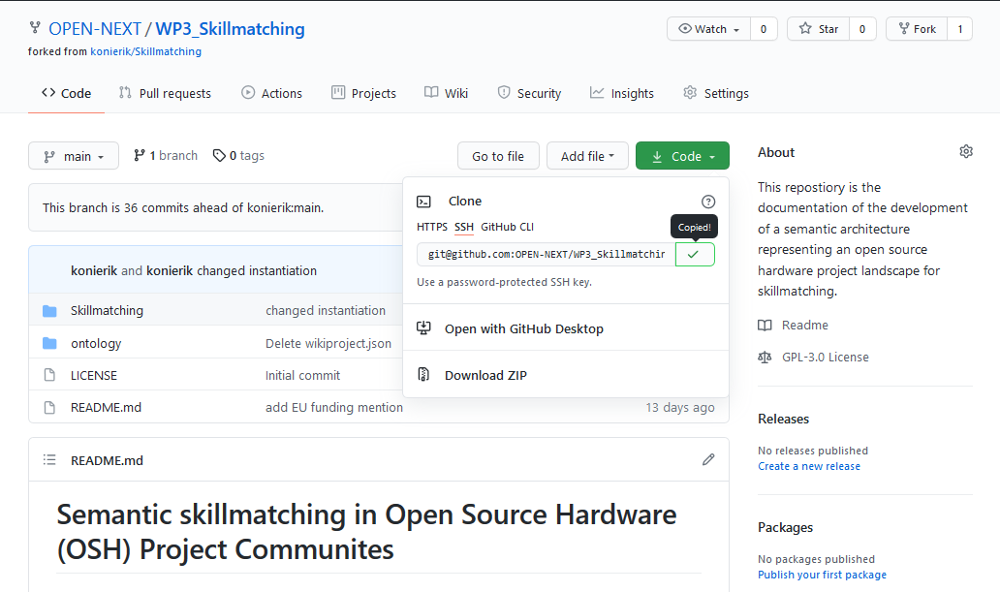 OPEN-NEXT / WP3_Skillmatching
Watch 0 Star 0 Fork 1
forked from konierik/Skillmatching
Code Pull requests Actions Projects Wiki Security Insights Settings
main 1 branch 0 tags Go to file Add file Code
About
This repostiory is the
documentation of the development
of a semantic architecture
representing an open source
hardware project landscape for
skillmatching.
Readme
GPL-3.0 License
This branch is 36 commits ahead of konierik:main.
Clone
HTTPS SSH GitHub CLI
Copied!
git@github.com:OPEN-NEXT/WP3_Skillmatchin
Use a password-protected SSH key.
Open with GitHub Desktop
Download ZIP
konierik and konierik changed instantiation
Skillmatching changed instantiation
ontology Delete wikiproject.json
LICENSE Initial commit
README.md add EU funding mention 13 days ago
Releases
No releases published
Create a new release
README.md
Semantic skillmatching in Open Source Hardware
(OSH) Project Communites
Packages
No packages published
Publish your first package